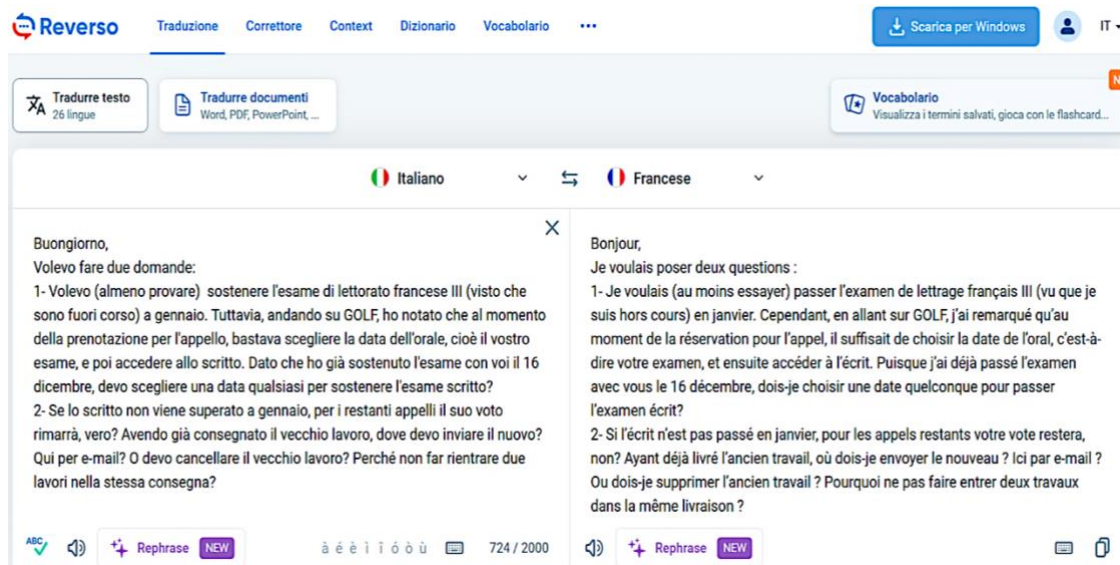 Reverso
Traduzione Correttore Context Dizionario Vocabolario •••
Scarica per Windows
IT
Tradurre testo
26 lingue
Tradurre documenti
Word, PDF, PowerPoint, ...
N
Vocabolario
Visualizza i termini salvati, gioca con le flashcard...
Italiano
Francese
Buongiorno,
Volevo fare due domande:
1- Volevo (almeno provare) sostenere l'esame di lettorato francese III (visto che
sono fuori corso) a gennaio. Tuttavia, andando su GOLF, ho notato che al momento
della prenotazione per l'appello, bastava scegliere la data dell'orale, cioè il vostro
esame, e poi accedere allo scritto. Dato che ho già sostenuto l'esame con voi il 16
dicembre, devo scegliere una data qualsiasi per sostenere l'esame scritto?
2- Se lo scritto non viene superato a gennaio, per i restanti appelli il suo voto
rimarrà, vero? Avendo già consegnato il vecchio lavoro, dove devo inviare il nuovo?
Qui per e-mail? O devo cancellare il vecchio lavoro? Perché non far rientrare due
lavori nella stessa consegna?
ABC
Rephrase NEW
à é è ì î ó ò ù
724 / 2000
Bonjour,
Je voulais poser deux questions :
1- Je voulais (au moins essayer) passer l'examen de lettrage français III (vu que je
suis hors cours) en janvier. Cependant, en allant sur GOLF, j'ai remarqué qu'au
moment de la réservation pour l'appel, il suffisait de choisir la date de l'oral, c'est-à-
dire votre examen, et ensuite accéder à l'écrit. Puisque j'ai déjà passé l'examen
avec vous le 16 décembre, dois-je choisir une date quelconque pour passer
l'examen écrit?
2- Si l'écrit n'est pas passé en janvier, pour les appels restants votre vote restera,
non? Ayant déjà livré l'ancien travail, où dois-je envoyer le nouveau ? Ici par e-mail ?
Ou dois-je supprimer l'ancien travail ? Pourquoi ne pas faire entrer deux travaux
dans la même livraison ?
Rephrase NEW